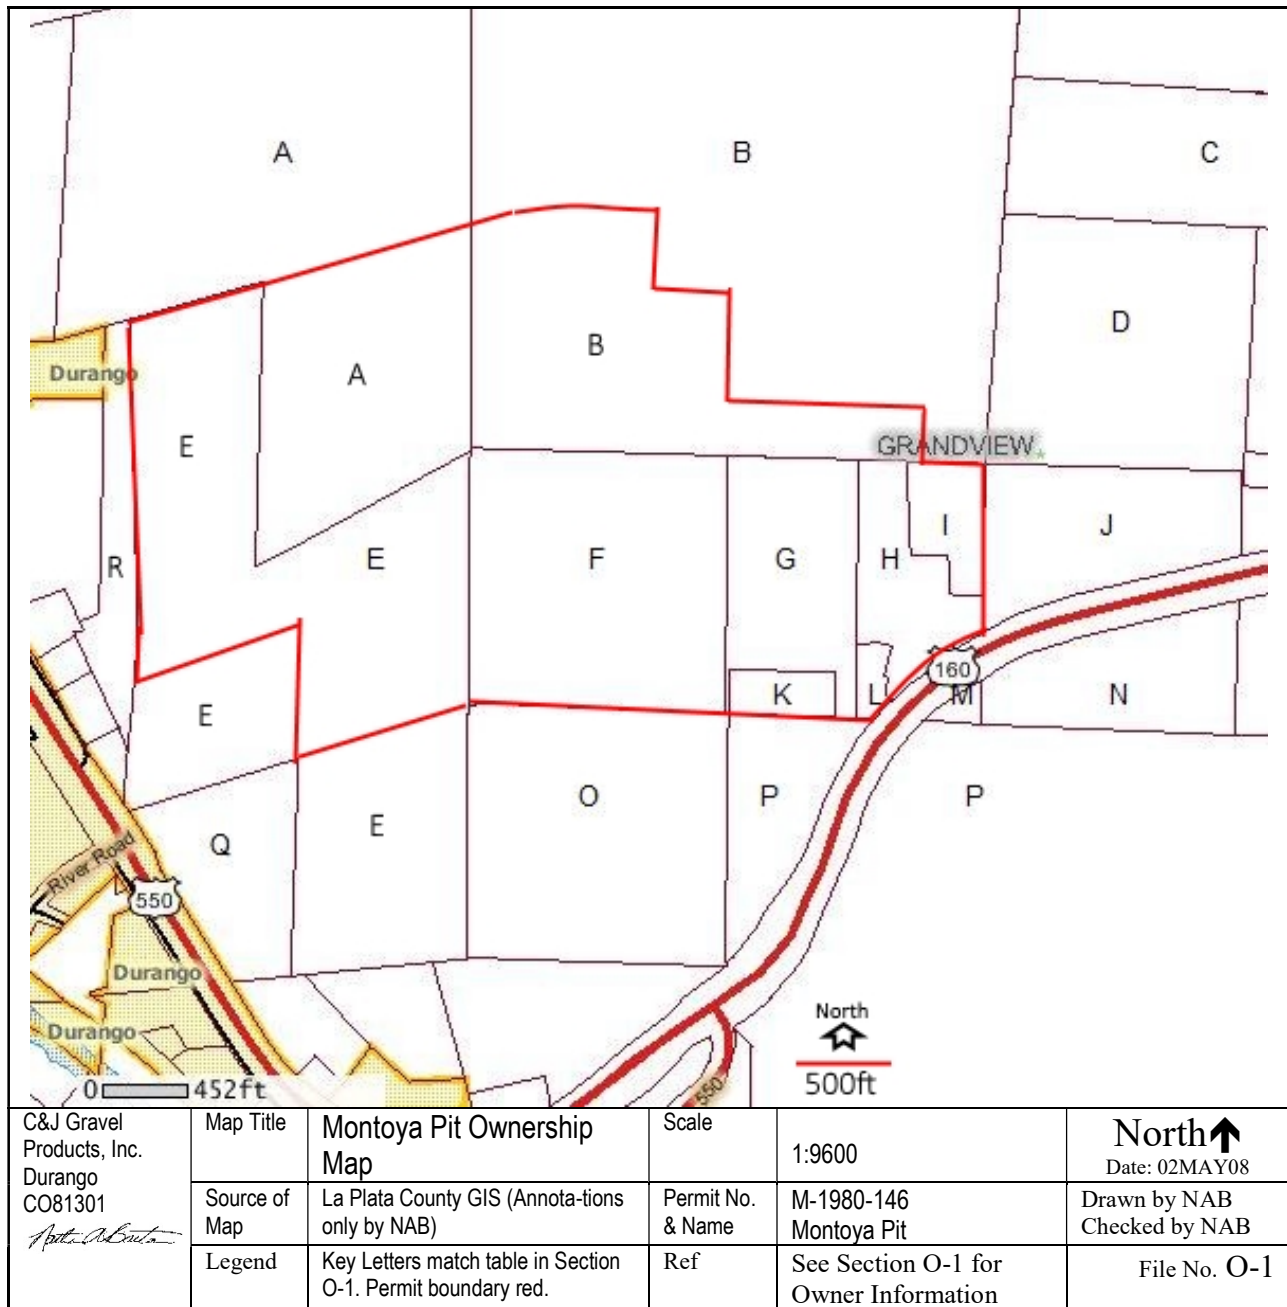 A
B
C
D
Durango
B
A
E
GRANDVIEW
I
J
R
E
F
G
H
160
K
L
M
N
E
O
P
P
E
Q
River Road
550
Durango
North
Durango
500ft
550
0 452ft
C&J Gravel
Products, Inc.
Durango
CO81301
Map Title
Montoya Pit Ownership
Map
Scale
1:9600
North
Date: 02MAY08
Source of
Map
La Plata County GIS (Annota-tions
only by NAB)
Permit No.
& Name
M-1980-146
Montoya Pit
Drawn by NAB
Checked by NAB
Legend
Key Letters match table in Section
O-1. Permit boundary red.
Ref
See Section O-1 for
Owner Information
File No. O-1